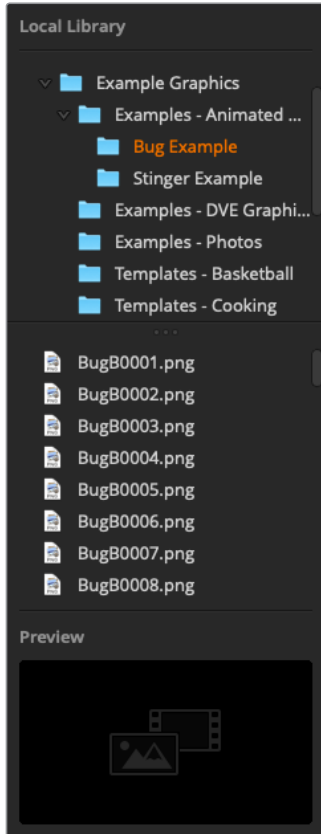 Local Library
Example Graphics
Examples - Animated ...
Bug Example
Stinger Example
Examples - DVE Graphi...
Examples - Photos
Templates - Basketball
Templates - Cooking
BugB0001.png
BugB0002.png
BugB0003.png
BugB0004.png
BugB0005.png
BugB0006.png
BugB0007.png
BugB0008.png
Preview